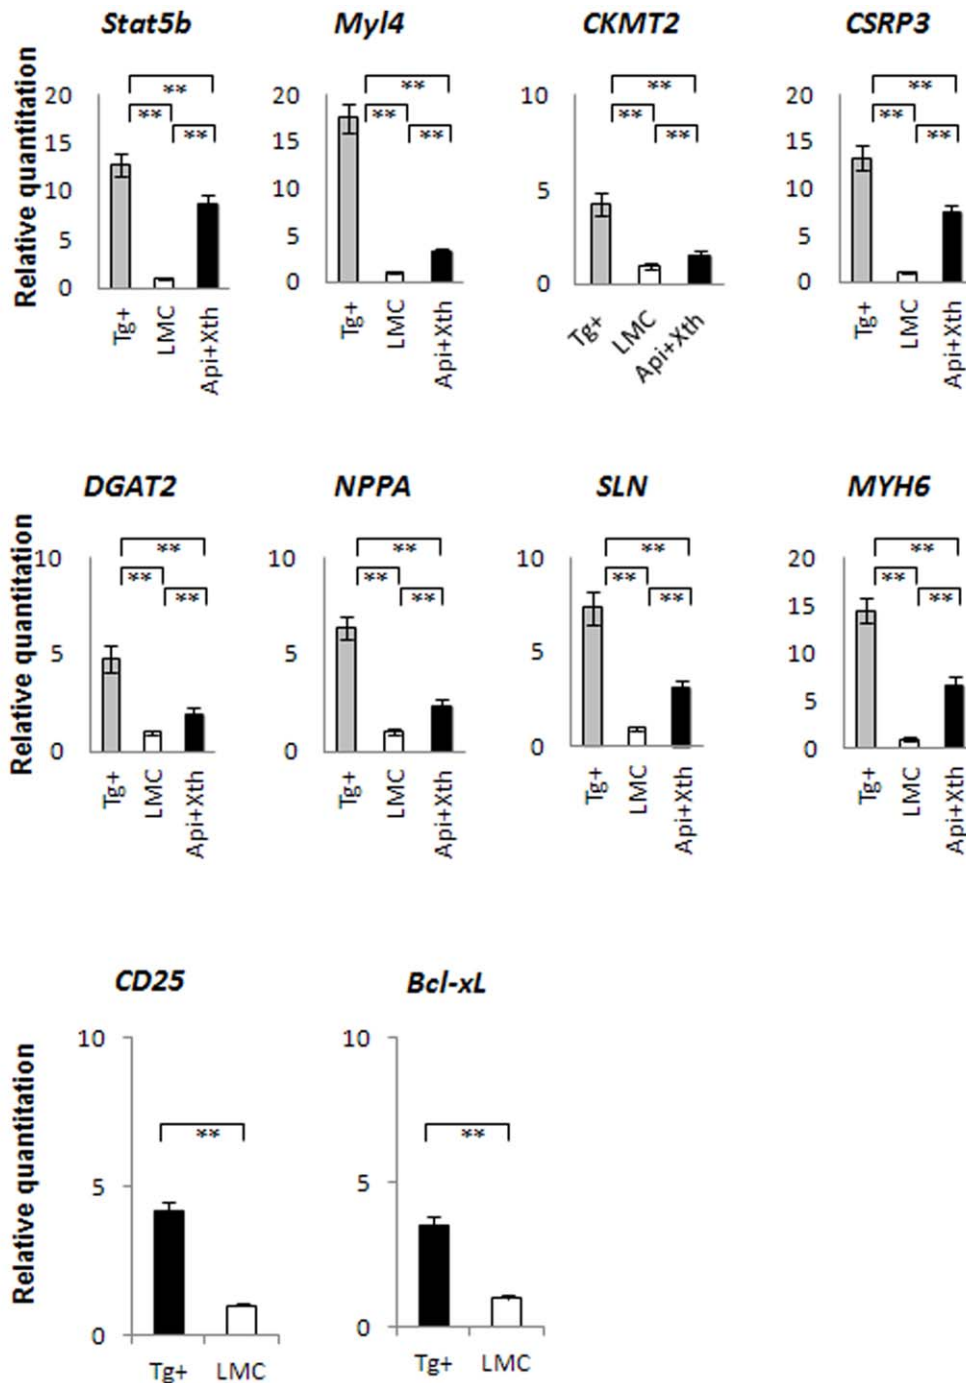 Stat5b
Myl4
CKMT2
CSRP3
Relative quantitation
20
15
10
5
0
**
**
**
Tg+
LMC
Api+Xth
20
15
10
5
0
**
**
**
Tg+
LMC
Api+Xth
10
5
0
**
**
**
Tg+
LMC
Api+Xth
20
15
10
5
0
**
**
**
Tg+
LMC
Api+Xth
DGAT2
NPPA
SLN
MYH6
Relative quantitation
10
5
0
**
**
**
Tg+
LMC
Api+Xth
10
5
0
**
**
**
Tg+
LMC
Api+Xth
10
5
0
**
**
**
Tg+
LMC
Api+Xth
20
15
10
5
0
**
**
**
Tg+
LMC
Api+Xth
CD25
Bcl-xL
Relative quantitation
10
5
0
**
Tg+
LMC
10
5
0
**
Tg+
LMC